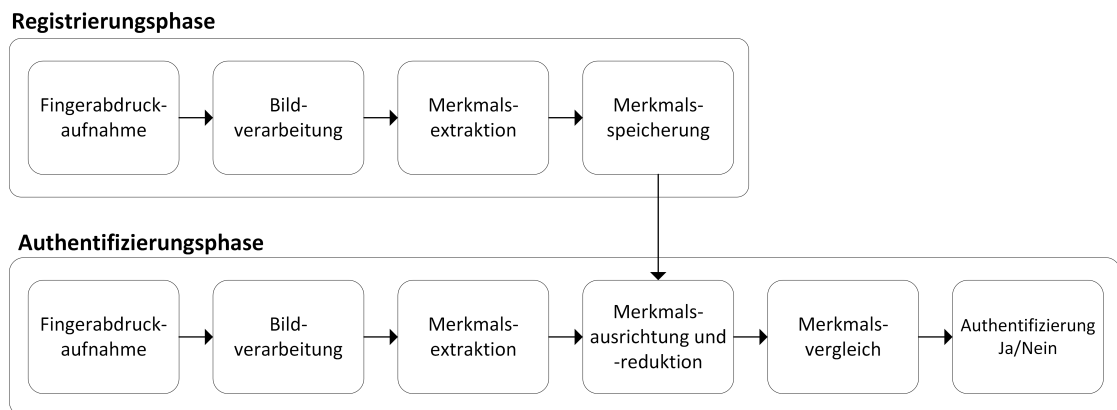 Registrierungsphase
Fingerabdruck-
aufnahme
Bild-
verarbeitung
Merkmals-
extraktion
Merkmals-
speicherung
Authentifizierungsphase
Fingerabdruck-
aufnahme
Bild-
verarbeitung
Merkmals-
extraktion
Merkmals-
ausrichtung und
-reduktion
Merkmals-
vergleich
Authentifizierung
Ja/Nein